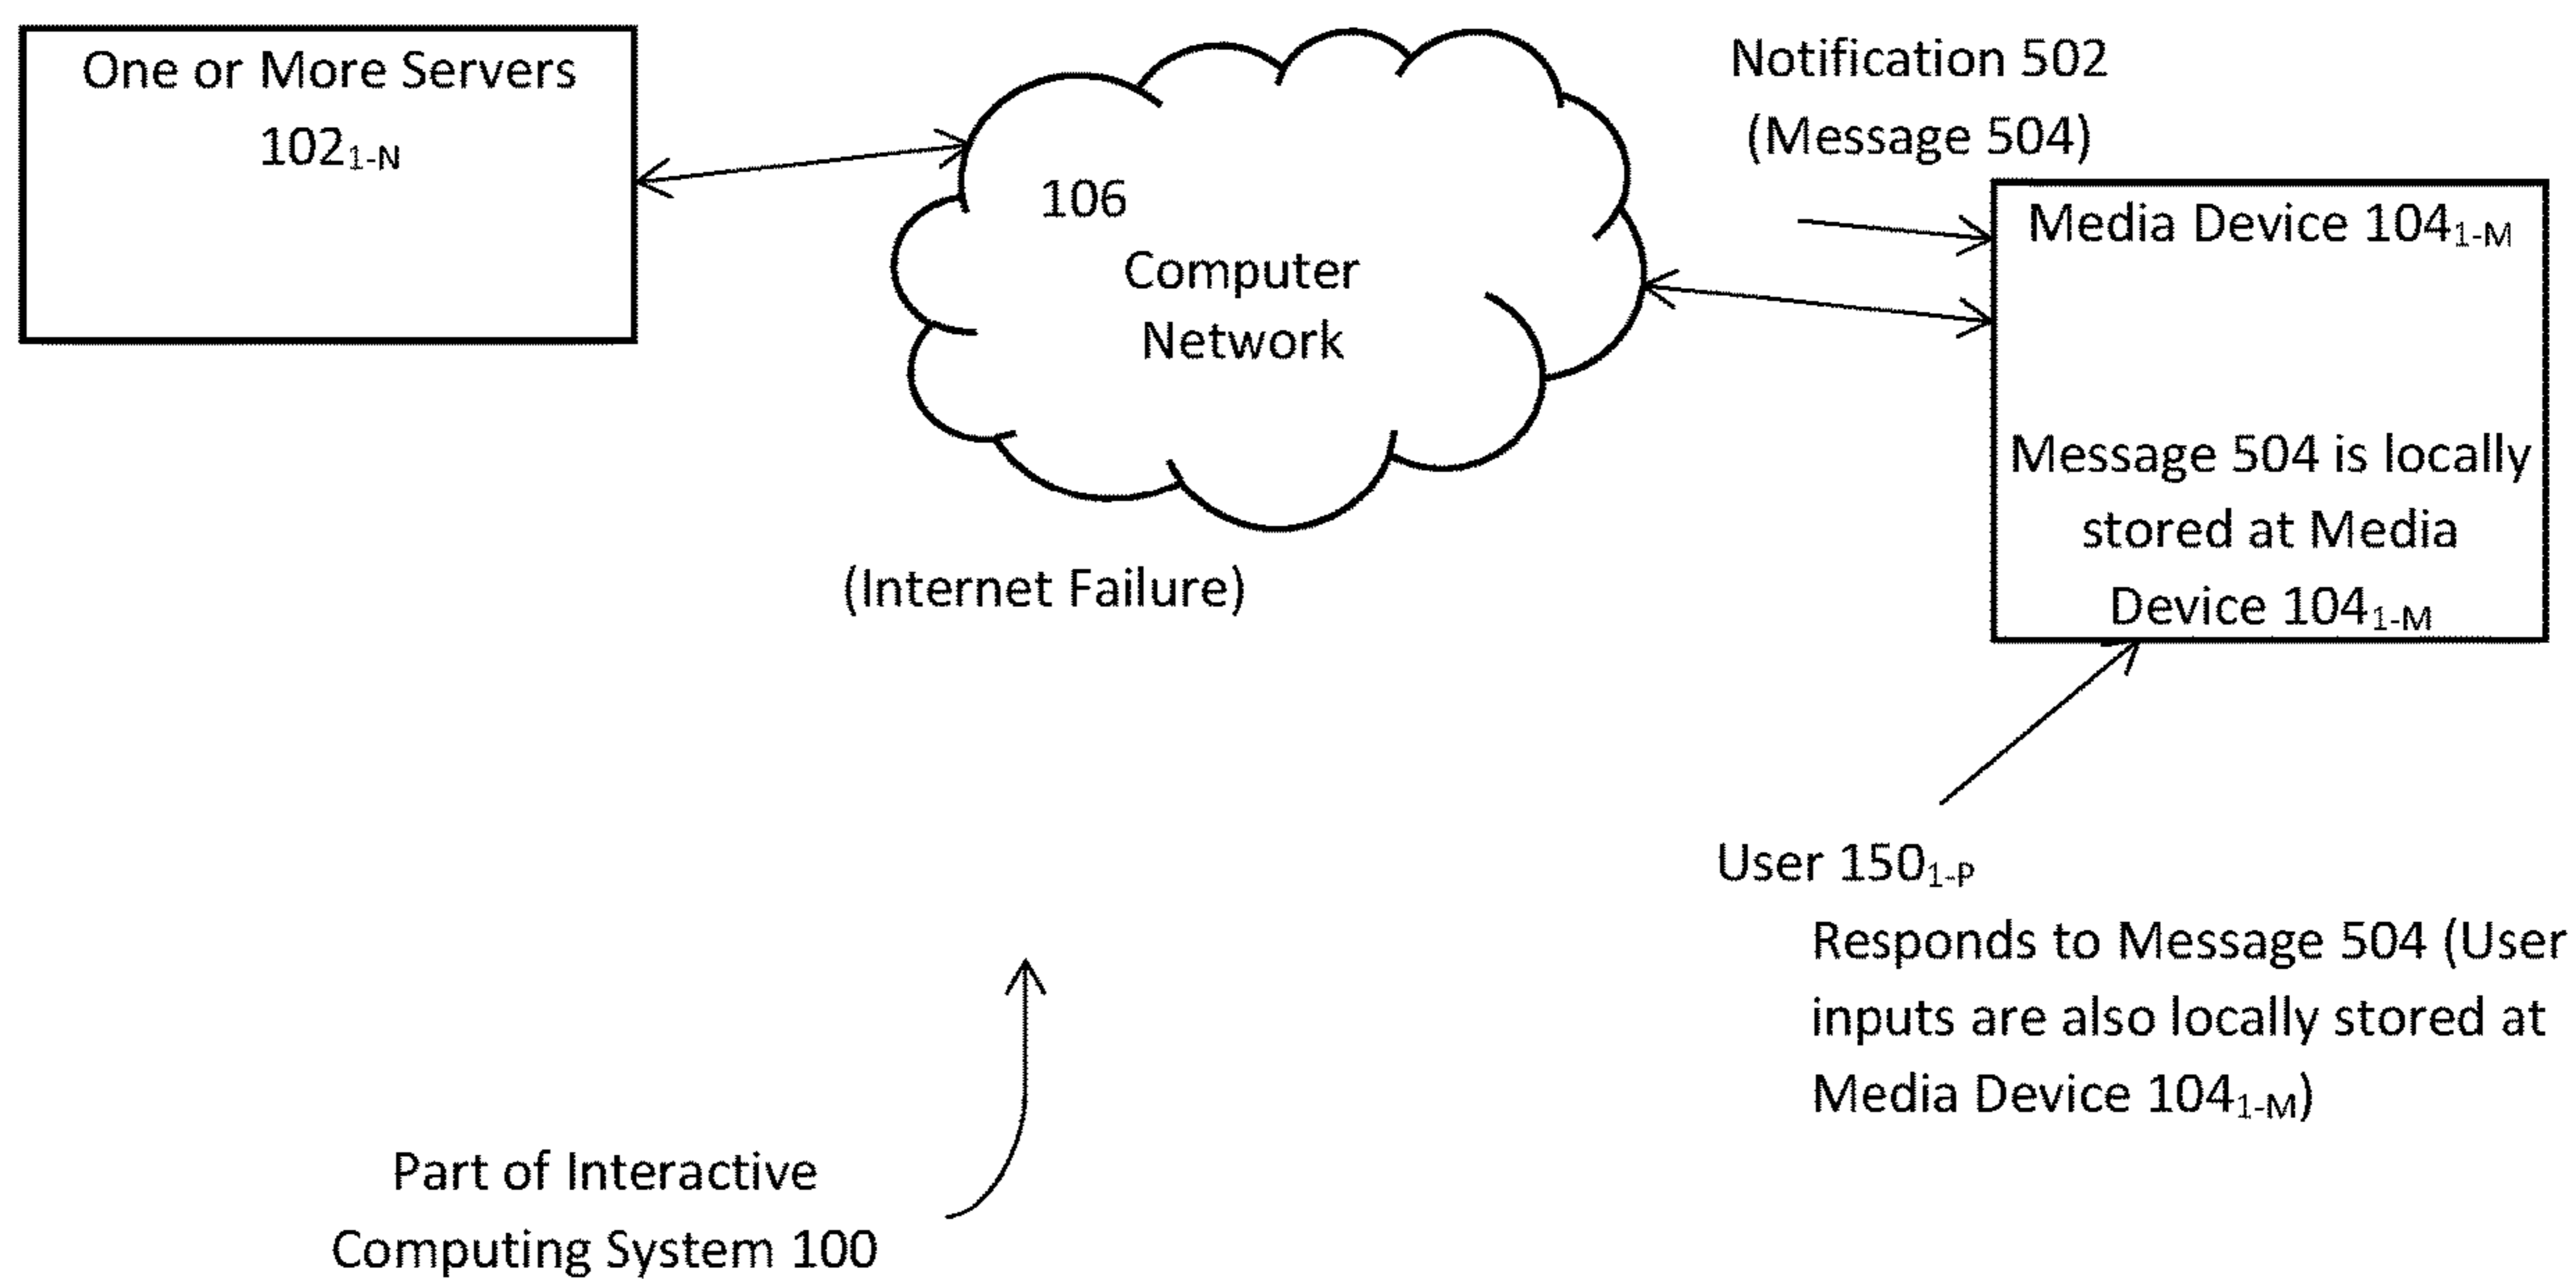 One or More Servers
102₁₋N
106
Computer
Network
(Internet Failure)
Notification 502
(Message 504)
Media Device 104₁₋M
Message 504 is locally
stored at Media
Device 104₁₋M
User 150₁₋P
Responds to Message 504 (User
inputs are also locally stored at
Media Device 104₁₋M)
Part of Interactive
Computing System 100